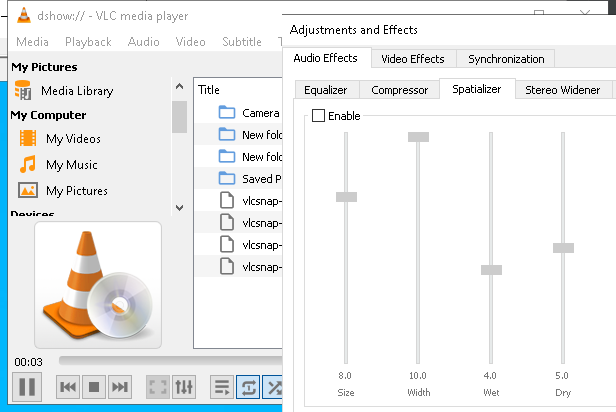 dshow:// - VLC media player
Media Playback Audio Video Subtitle T
My Pictures
Media Library
My Computer
My Videos
My Music
My Pictures
Devices
Title
Camera
New fold
New fold
Saved P
vlcsnap-
vlcsnap-
vlcsnap-
vlcsnap-
00:03
Adjustments and Effects
Audio Effects Video Effects Synchronization
Equalizer Compressor Spatializer Stereo Widener
Enable
8.0 10.0 4.0 5.0
Size Width Wet Dry